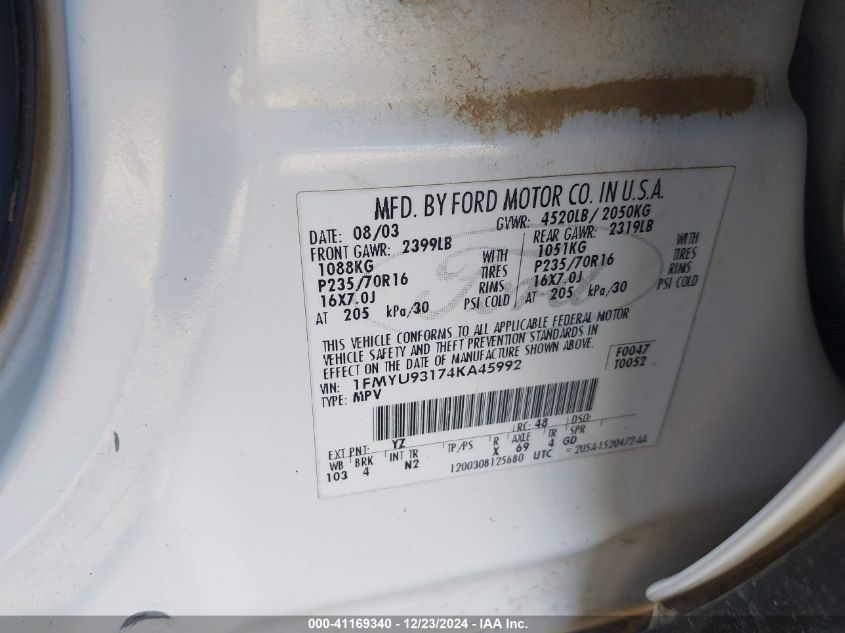 MFD. BY FORD MOTOR CO. IN U.S.A.
DATE: 08/03 GVWR: 4520LB/ 2050KG
FRONT GAWR: 2399LB REAR GAWR: 2319LB
1088KG WITH 1051KG WITH
P235/70R16 TIRES P235/70R16 TIRES
16X7.0J RIMS 16X7.0J RIMS
AT 205 kPa/30 PSI COLD AT 205 kPa/30 PSI COLD
Ford
THIS VEHICLE CONFORMS TO ALL APPLICABLE FEDERAL MOTOR
VEHICLE SAFETY AND THEFT PREVENTION STANDARDS IN
EFFECT ON THE DATE OF MANUFACTURE SHOWN ABOVE.
VIN: 1FMYU93174KA45992 F0047
TYPE: MPV T0052
LRC: 48 DSO:
EXT PNT: YZ
WB BRK INT TR TP/PS R AXLE TR SPR
103 4 N2 X 69 4 GD
1200308125680 UTC 2U5A-1520472-AA
000-41169340 - 12/23/2024 - IAA Inc.